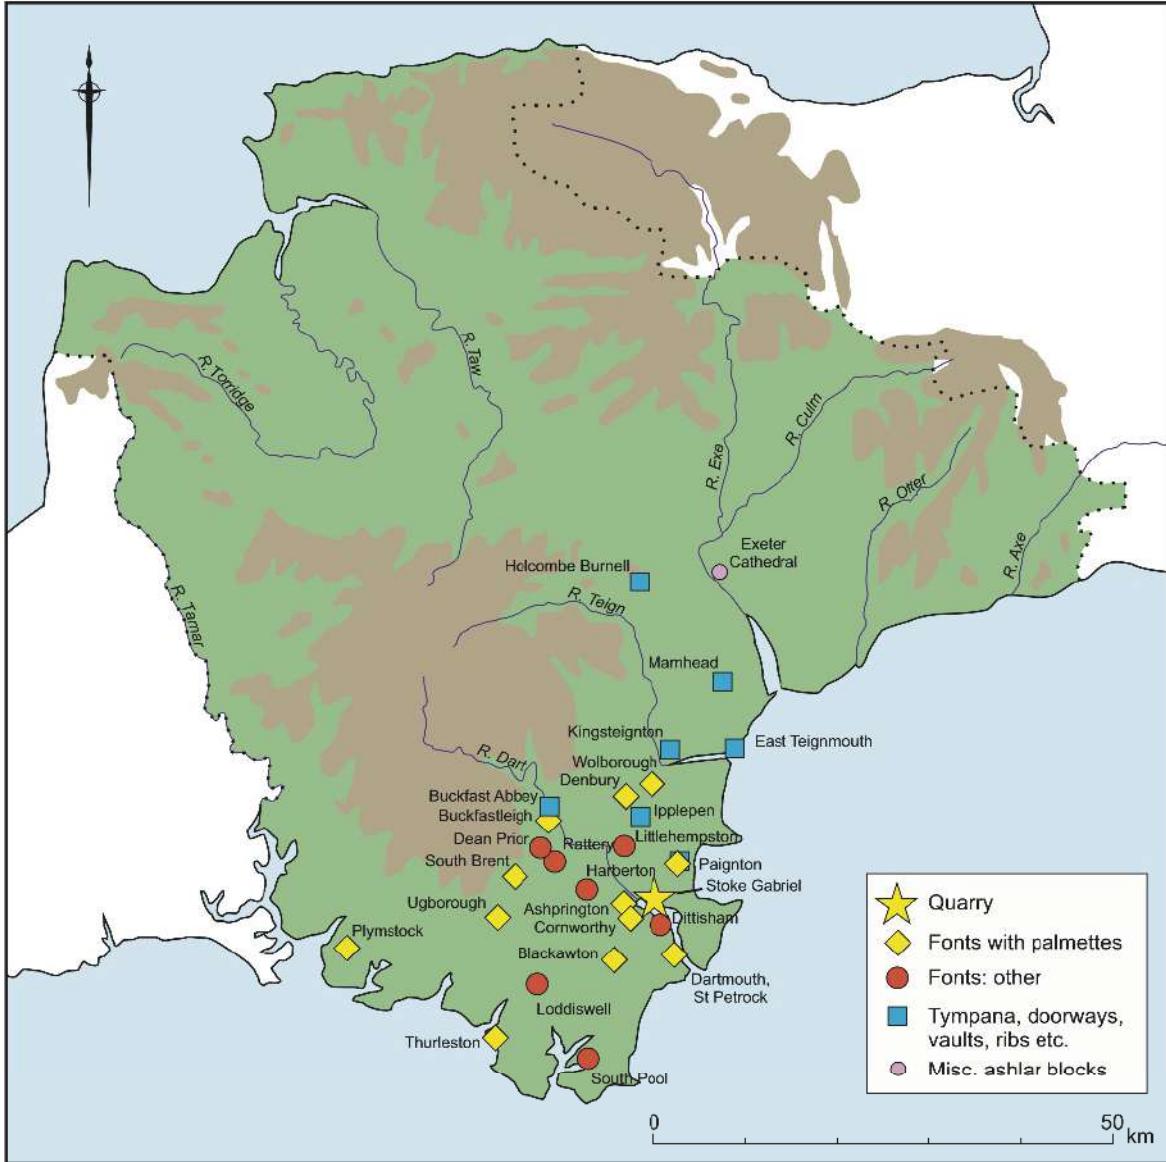 R. Torridge
R. Taw
R. Exe
R. Culm
R. Otter
R. Axe
R. Tamar
Exeter
Cathedral
Holcombe Burnell
R. Teign
Mamhead
Kingsteignton
East Teignmouth
Wolborough
Denbury
R. Dart
Buckfast Abbey
Buckfastleigh
Ipplepen
Dean Prior
Rattery
Littlehempston
South Brent
Harberton
Paignton
Stoke Gabriel
Ugborough
Ashprington
Cornworthy
Dittisham
Plymstock
Blackawton
Dartmouth,
St Petrock
Loddiswell
Thurleston
South Pool
Quarry
Fonts with palmettes
Fonts: other
Tympana, doorways,
vaults, ribs etc.
Misc. ashlar blocks
0
50
km